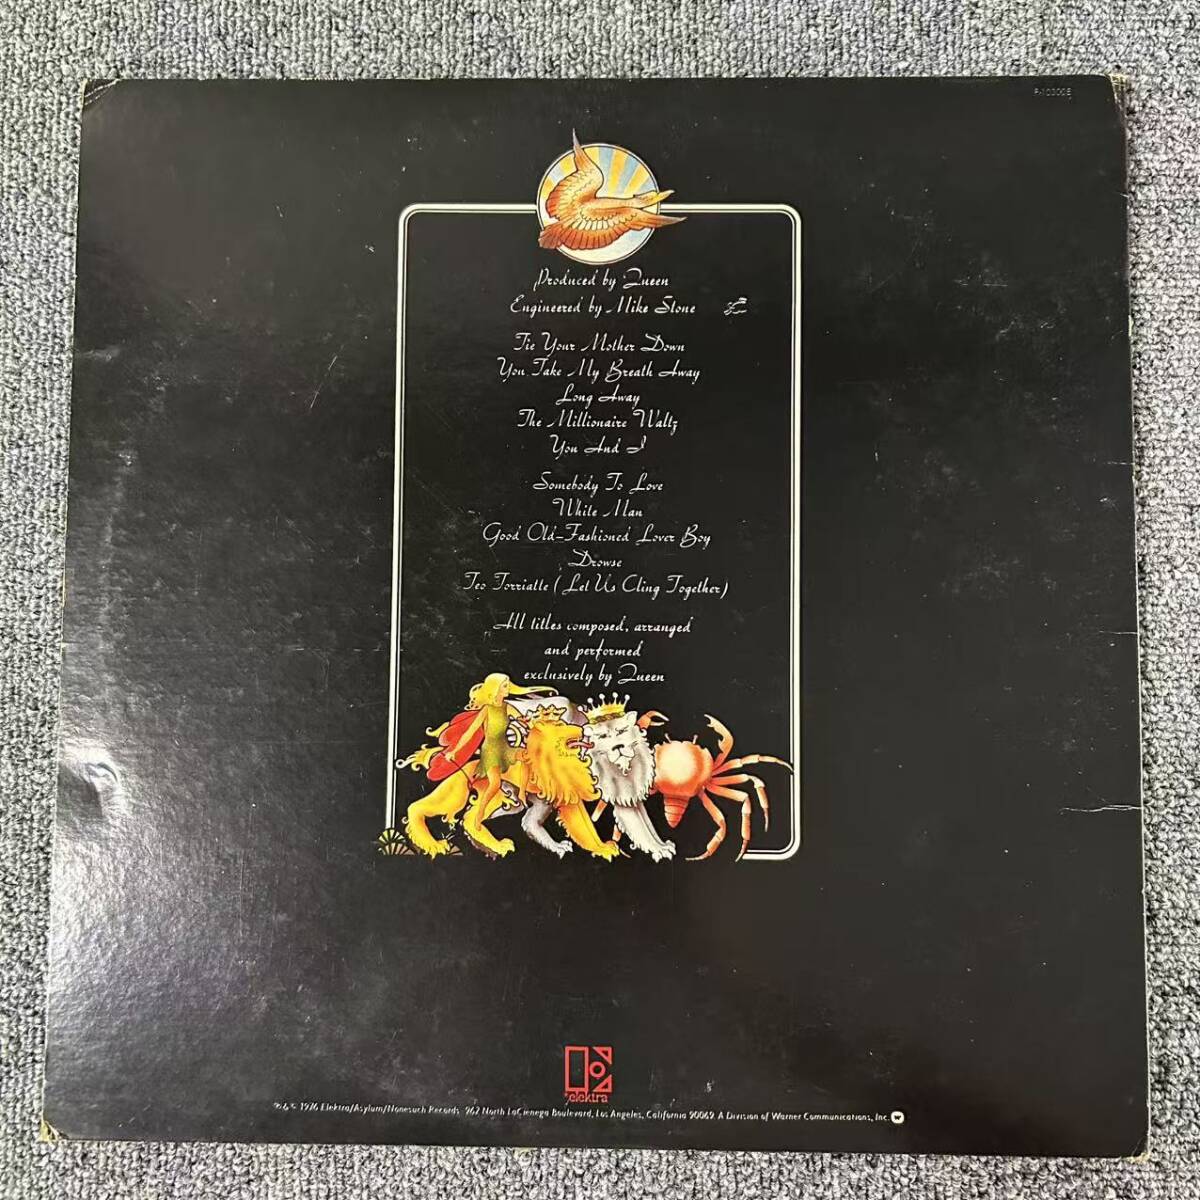 Produced by Queen
Engineered by Mike Stone
Tie Your Mother Down
You Take My Breath Away
Long Away
The Millionaire Waltz
You And I
Somebody To Love
White Man
Good Old-Fashioned Lover Boy
Drowse
Teo Torriatte (Let Us Cling Together)
All titles composed, arranged
and performed
exclusively by Queen
elektra
℗ & © 1976 Elektra/Asylum/Nonesuch Records 962 North LaCienega Boulevard, Los Angeles, California 90069. A Division of Warner Communications, Inc.